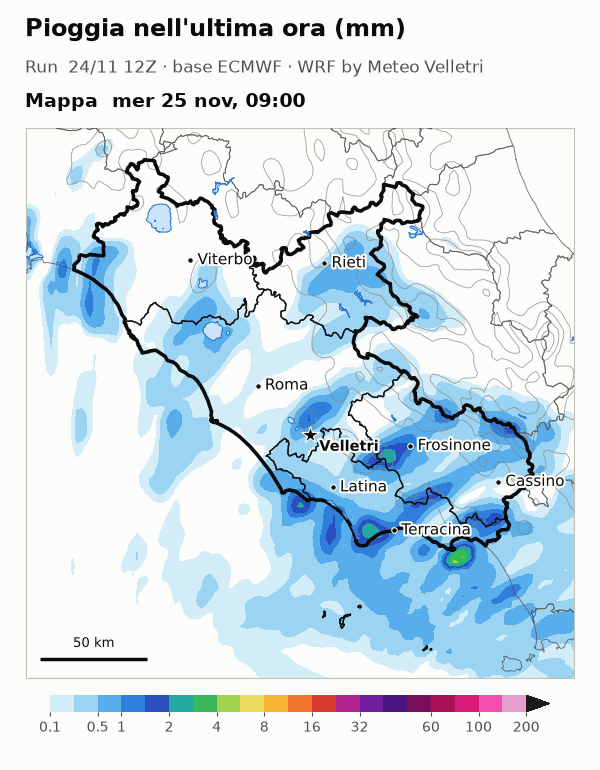 Pioggia nell'ultima ora (mm)
Run  24/11 12Z · base ECMWF · WRF by Meteo Velletri
Mappa  mer 25 nov, 09:00
Viterbo
Rieti
Roma
Velletri
Frosinone
Latina
Cassino
Terracina
50 km
0.1 0.5 1 2 4 8 16 32 60 100 200